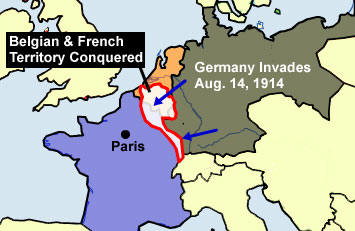 Belgian & French
Territory Conquered
Germany Invades
Aug. 14, 1914
Paris